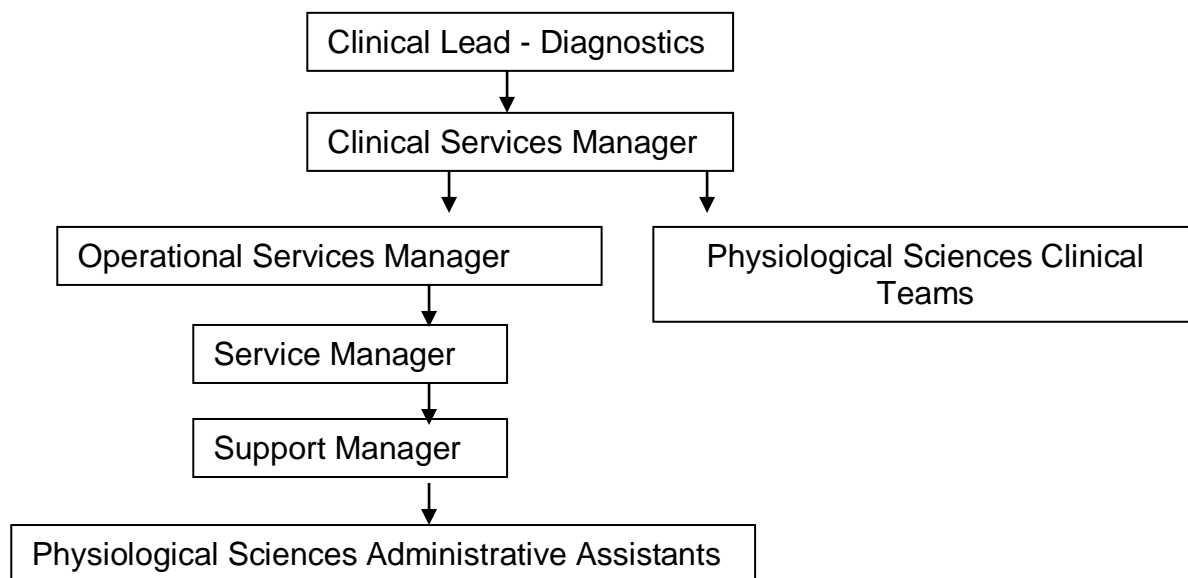 Clinical Lead - Diagnostics
Clinical Services Manager
Operational Services Manager
Physiological Sciences Clinical
Teams
Service Manager
Support Manager
Physiological Sciences Administrative Assistants